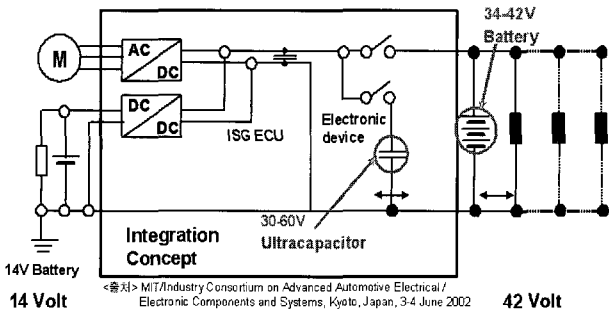 34-42V
Battery
M
AC
DC
DC
DC
ISG ECU
Electronic
device
30-60V
Ultracapacitor
Integration
Concept
14V Battery
14 Volt
<출처> MIT/Industry Consortium on Advanced Automotive Electrical /
Electronic Components and Systems, Kyoto, Japan, 3-4 June 2002
42 Volt